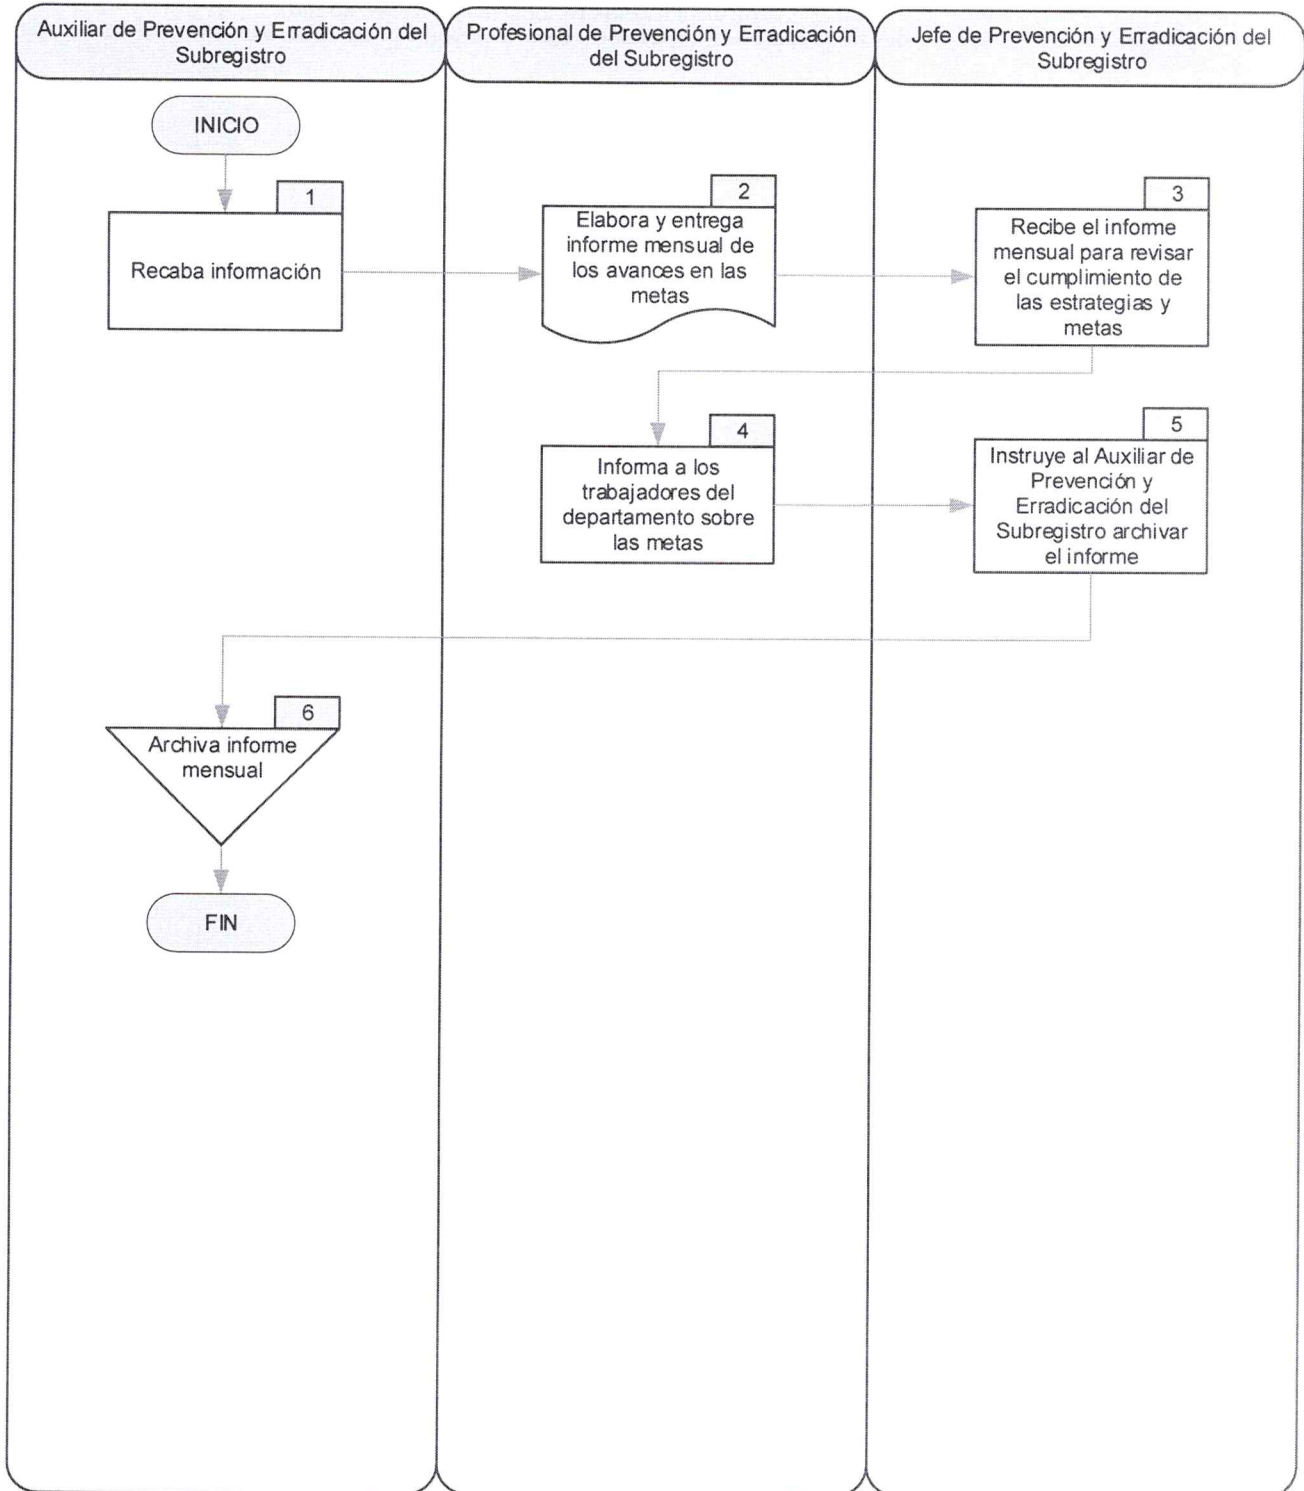 Auxiliar de Prevención y Erradicación del
Subregistro
Profesional de Prevención y Erradicación
del Subregistro
Jefe de Prevención y Erradicación del
Subregistro
INICIO
1
Recaba información
2
Elabora y entrega
informe mensual de
los avances en las
metas
3
Recibe el informe
mensual para revisar
el cumplimiento de
las estrategias y
metas
4
Informa a los
trabajadores del
departamento sobre
las metas
5
Instruye al Auxiliar de
Prevención y
Erradicación del
Subregistro archivar
el informe
6
Archiva informe
mensual
FIN